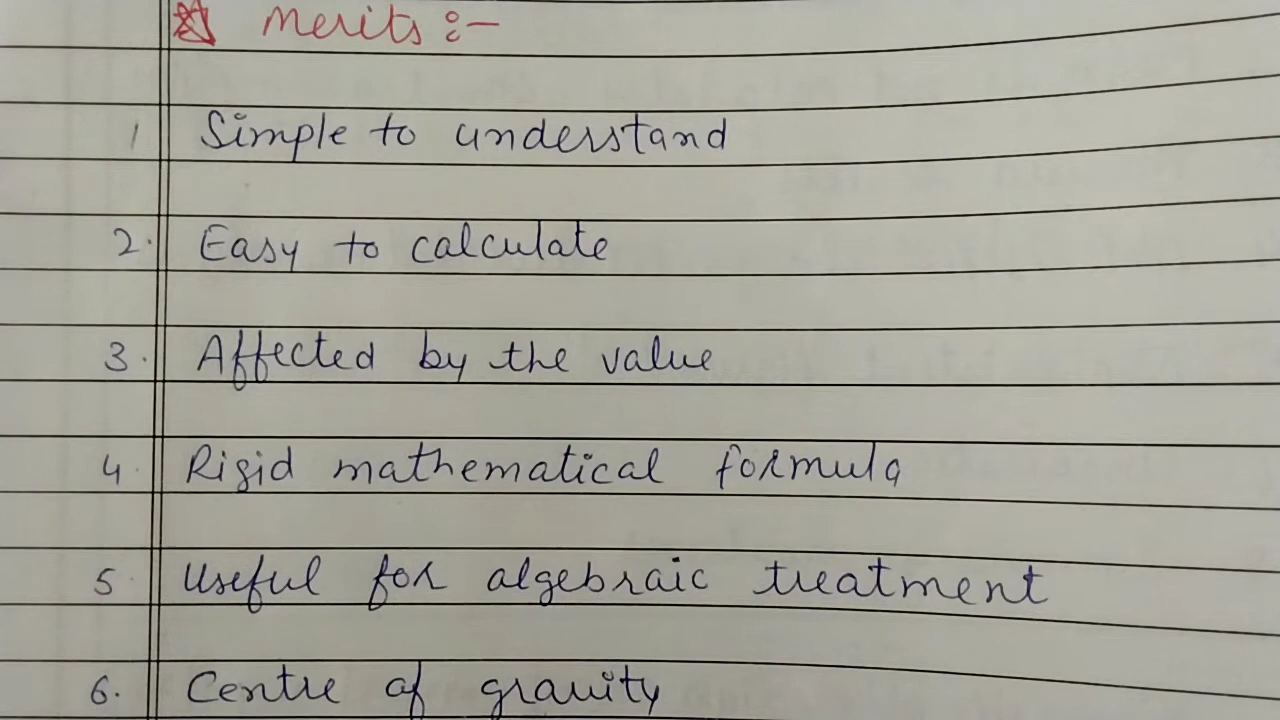 Merits :-
1 Simple to understand
2. Easy to calculate
3. Affected by the value
4. Rigid mathematical formula
5. Useful for algebraic treatment
6. Centre of gravity